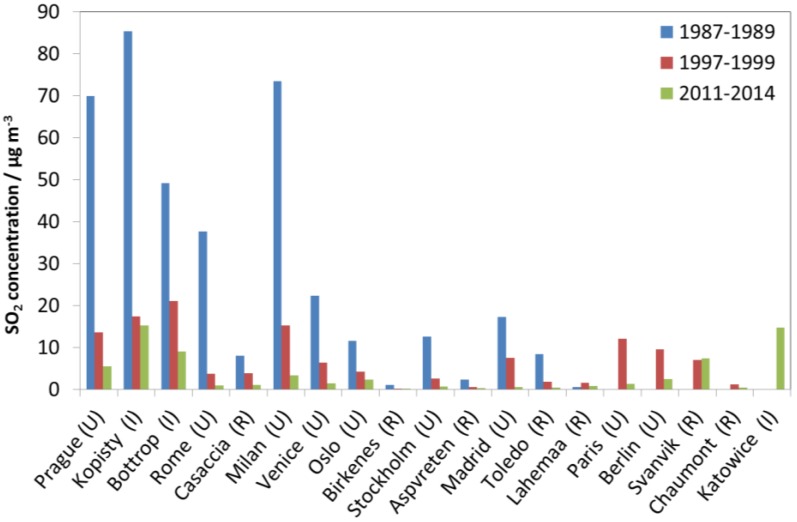 90
80
70
60
50
40
30
20
10
0
SO₂ concentration / µg m⁻³
1987-1989
1997-1999
2011-2014
Prague (U)
Kopisty (I)
Bottrop (I)
Rome (U)
Casaccia (R)
Milan (U)
Venice (U)
Oslo (U)
Birkenes (R)
Stockholm (U)
Aspvreten (R)
Madrid (U)
Toledo (R)
Lahemaa (R)
Paris (U)
Berlin (U)
Svanvik (R)
Chaumont (R)
Katowice (I)